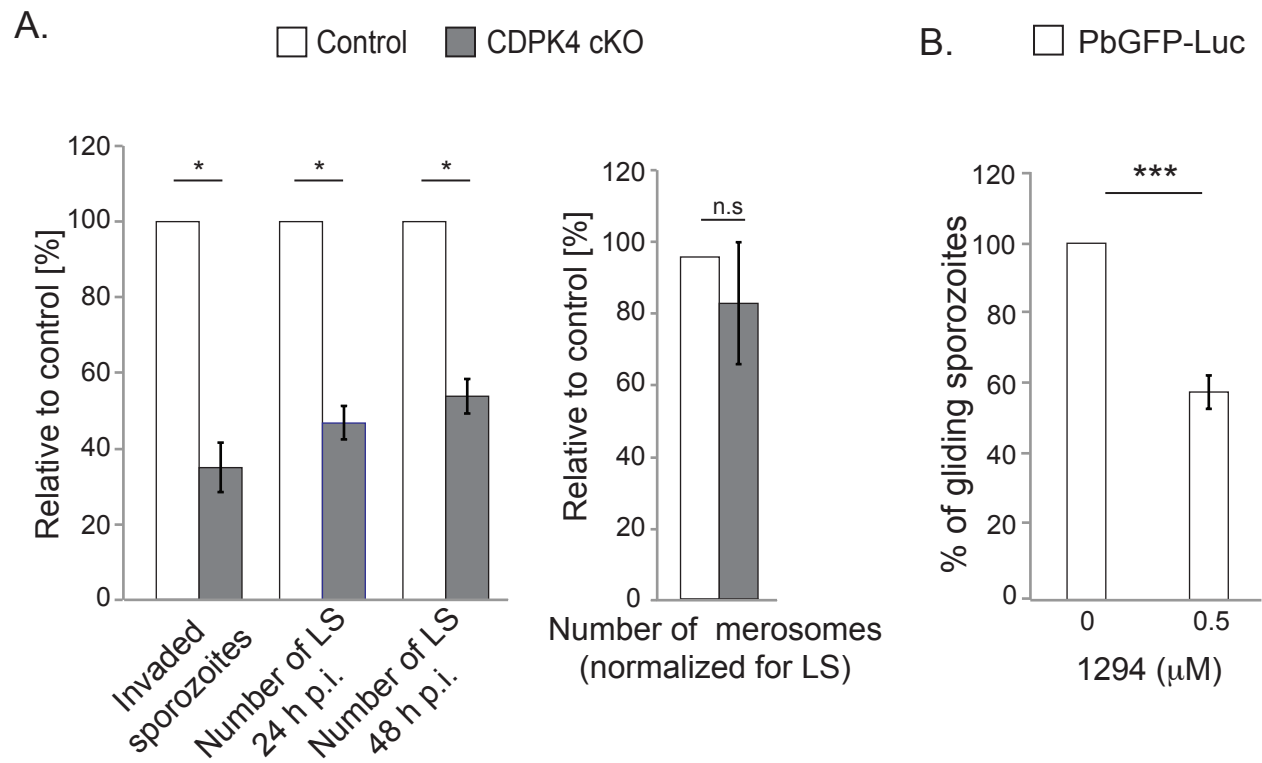 A.
Control
CDPK4 cKO
B.
PbGFP-Luc
Relative to control [%]
120
100
80
60
40
20
0
*
*
*
Invaded
sporozoites
Number of LS
24 h p.i.
Number of LS
48 h p.i.
Relative to control [%]
120
100
80
60
40
20
0
n.s
Number of merosomes
(normalized for LS)
% of gliding sporozoites
120
100
80
60
40
20
0
***
0
0.5
1294 (μM)